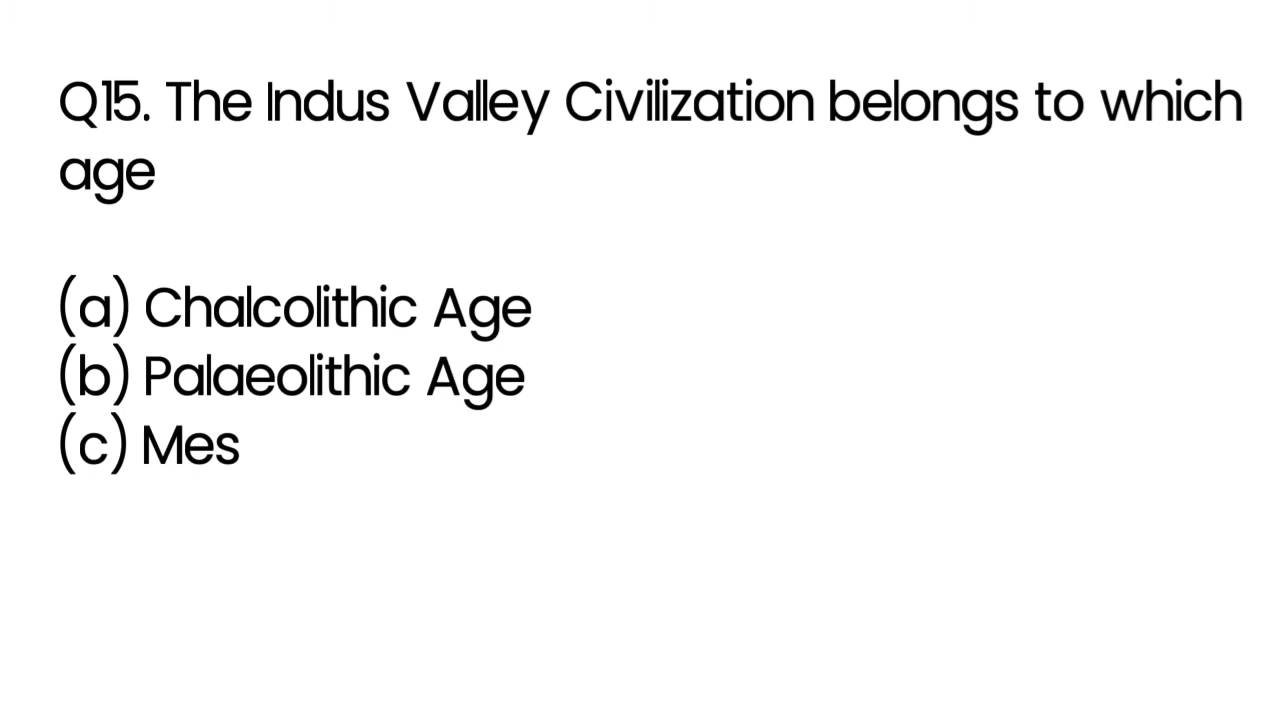 Q15. The Indus Valley Civilization belongs to which
age
(a) Chalcolithic Age
(b) Palaeolithic Age
(c) Mes